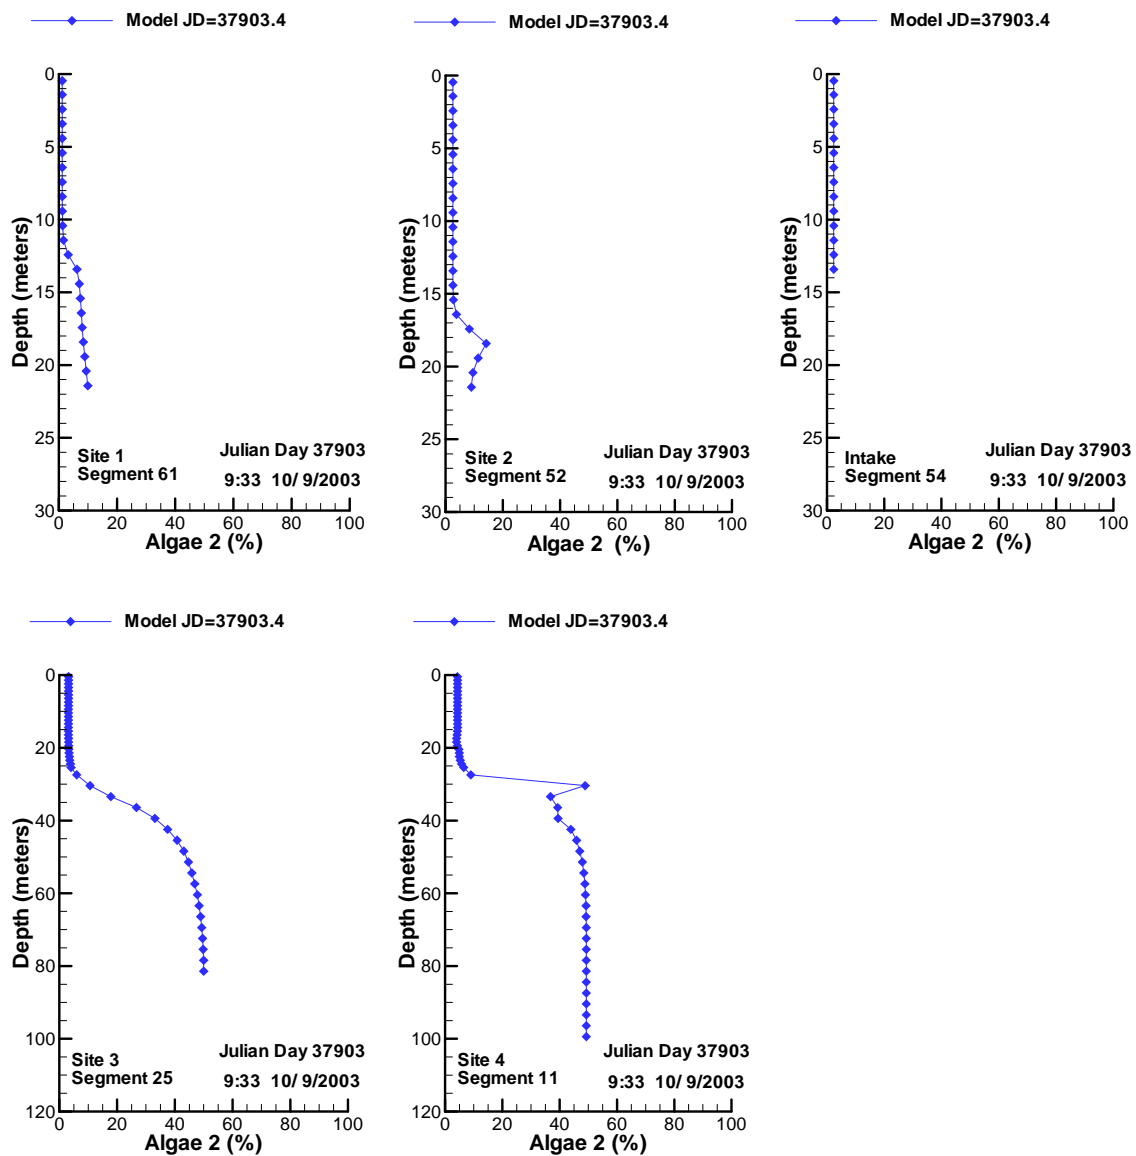 Model JD=37903.4
0
5
10
15
20
25
30
Depth (meters)
Site 1
Segment 61
Julian Day 37903
9:33 10/ 9/2003
0 20 40 60 80 100
Algae 2 (%)
Model JD=37903.4
0
5
10
15
20
25
30
Depth (meters)
Site 2
Segment 52
Julian Day 37903
9:33 10/ 9/2003
0 20 40 60 80 100
Algae 2 (%)
Model JD=37903.4
0
5
10
15
20
25
30
Depth (meters)
Intake
Segment 54
Julian Day 37903
9:33 10/ 9/2003
0 20 40 60 80 100
Algae 2 (%)
Model JD=37903.4
0
20
40
60
80
100
120
Depth (meters)
Site 3
Segment 25
Julian Day 37903
9:33 10/ 9/2003
0 20 40 60 80 100
Algae 2 (%)
Model JD=37903.4
0
20
40
60
80
100
120
Depth (meters)
Site 4
Segment 11
Julian Day 37903
9:33 10/ 9/2003
0 20 40 60 80 100
Algae 2 (%)